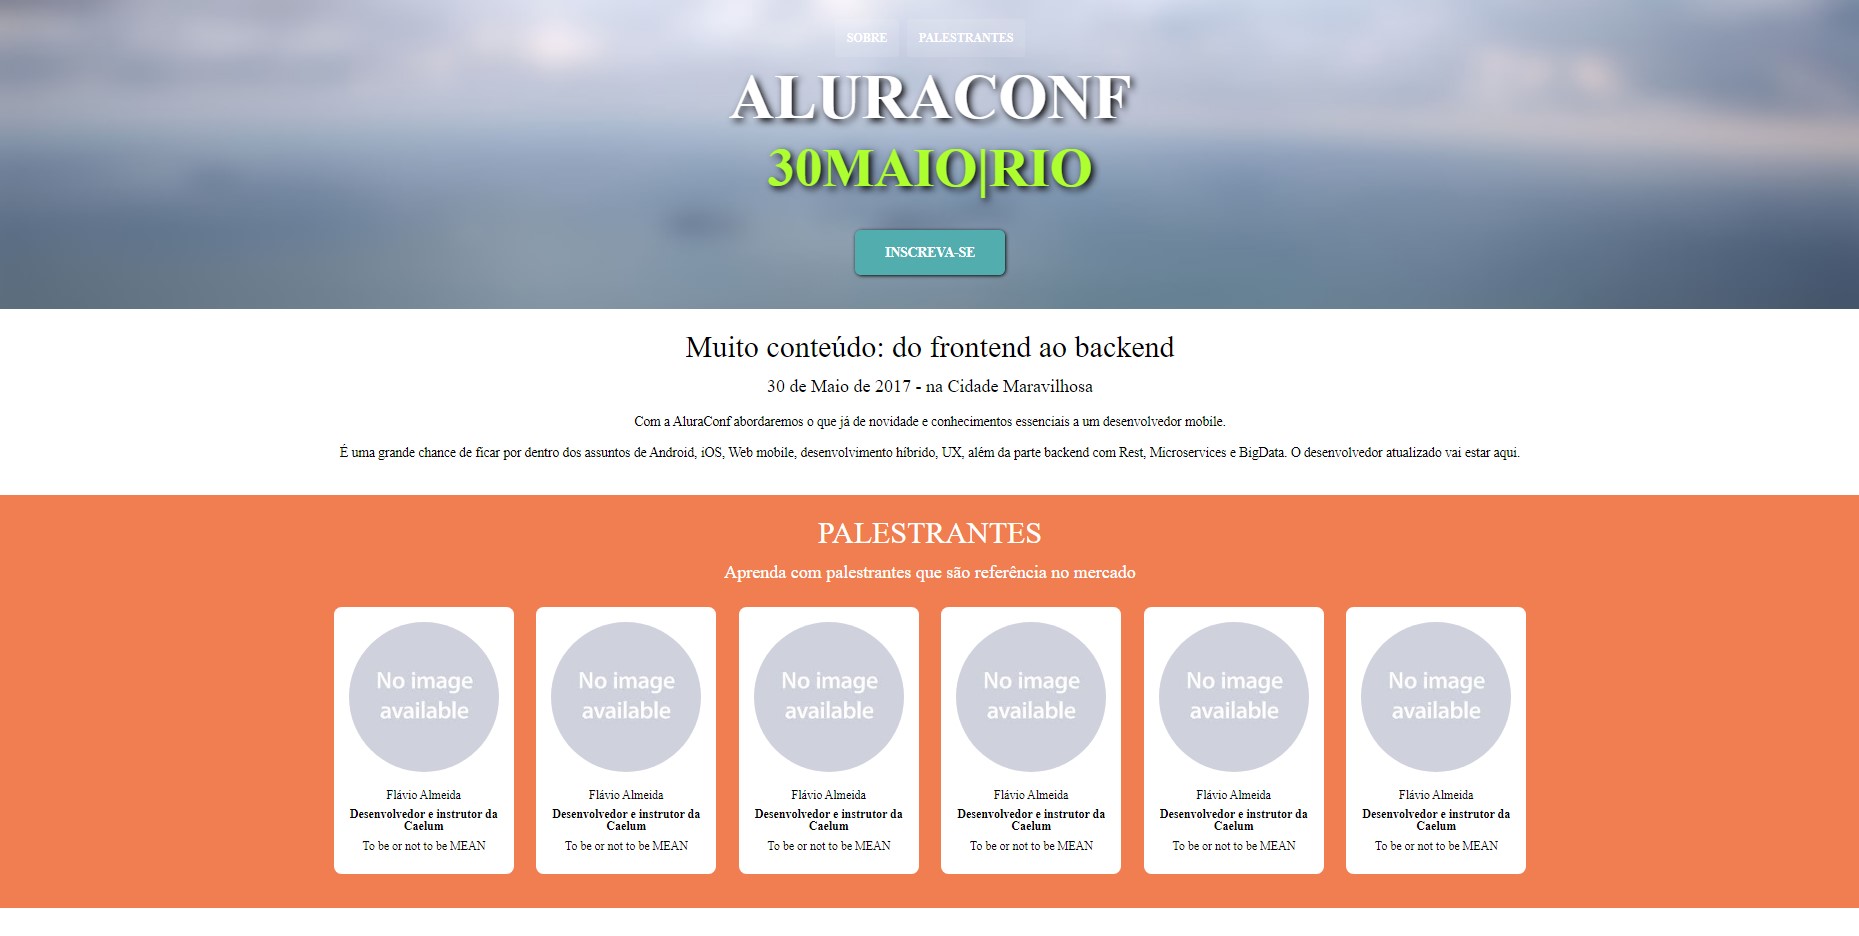 SOBRE PALESTRANTES
ALURACONF
30MAIO|RIO
INSCREVA-SE
Muito conteúdo: do frontend ao backend
30 de Maio de 2017 - na Cidade Maravilhosa
Com a AluraConf abordaremos o que já de novidade e conhecimentos essenciais a um desenvolvedor mobile.
É uma grande chance de ficar por dentro dos assuntos de Android, iOS, Web mobile, desenvolvimento híbrido, UX, além da parte backend com Rest, Microservices e BigData. O desenvolvedor atualizado vai estar aqui.
PALESTRANTES
Aprenda com palestrantes que são referência no mercado
No image
available
Flávio Almeida
Desenvolvedor e instrutor da
Caelum
To be or not to be MEAN
No image
available
Flávio Almeida
Desenvolvedor e instrutor da
Caelum
To be or not to be MEAN
No image
available
Flávio Almeida
Desenvolvedor e instrutor da
Caelum
To be or not to be MEAN
No image
available
Flávio Almeida
Desenvolvedor e instrutor da
Caelum
To be or not to be MEAN
No image
available
Flávio Almeida
Desenvolvedor e instrutor da
Caelum
To be or not to be MEAN
No image
available
Flávio Almeida
Desenvolvedor e instrutor da
Caelum
To be or not to be MEAN